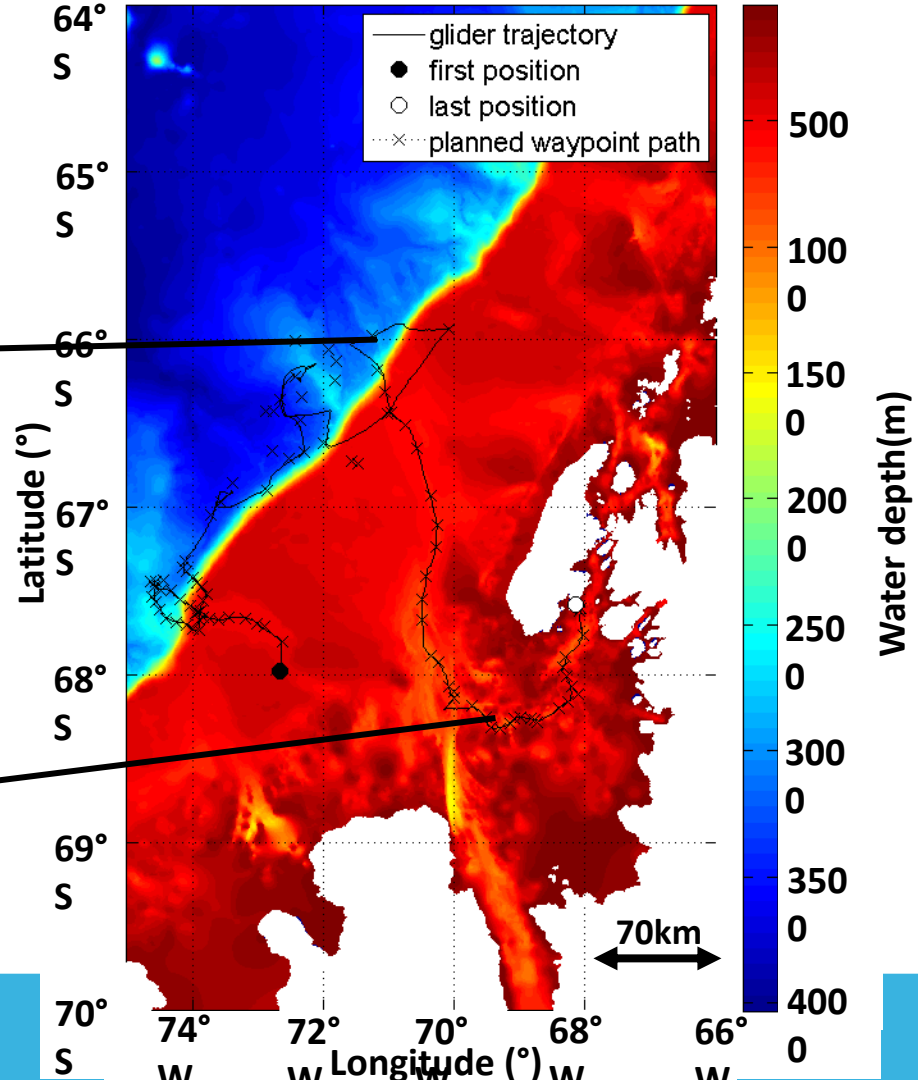 glider trajectory
first position
last position
planned waypoint path
64°
S
65°
S
66°
S
67°
S
68°
S
69°
S
70°
S
Latitude (°)
74°
W
72°
W
70°
W
68°
W
66°
W
Longitude (°)
70km
500
100
0
150
0
200
0
250
0
300
0
350
0
400
0
Water depth(m)